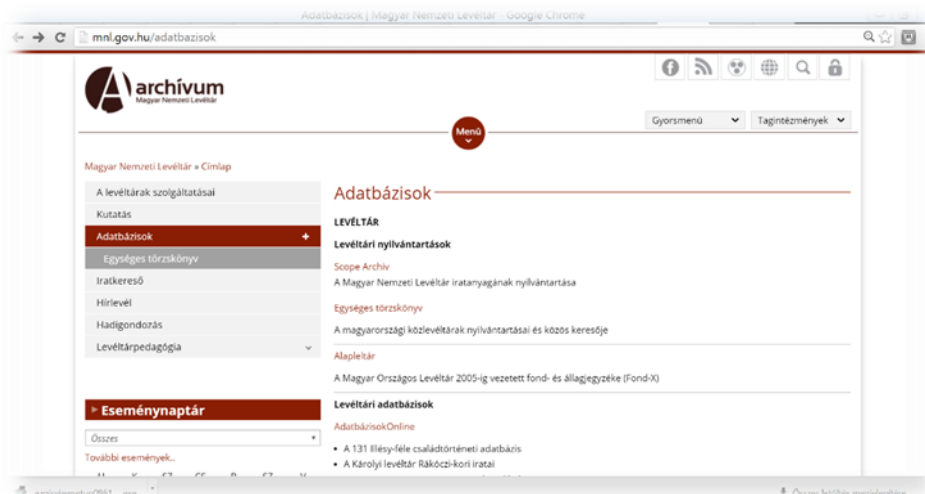 Adatbázisok | Magyar Nemzeti Levéltár - Google Chrome
mnl.gov.hu/adatbazisok
archívum
Magyar Nemzeti Levéltár
Gyorsmenü
Tagintézmények
Menü
Magyar Nemzeti Levéltár » Címlap
A levéltárak szolgáltatásai
Kutatás
Adatbázisok +
Egységes törzskönyv
Iratkereső
Hírlevél
Hadigondozás
Levéltárpedagógia
Eseménynaptár
Összes
További események..
Adatbázisok
LEVÉLTÁR
Levéltári nyilvántartások
Scope Archiv
A Magyar Nemzeti Levéltár iratanyagának nyilvántartása
Egységes törzskönyv
A magyarországi közlevéltárak nyilvántartásai és közös keresője
Alapleltár
A Magyar Országos Levéltár 2005-ig vezetett fond- és állagjegyzéke (Fond-X)
Levéltári adatbázisok
AdatbázisokOnline
• A 131 Illésy-féle családtörténeti adatbázis
• A Károlyi levéltár Rákóczi-kori iratai